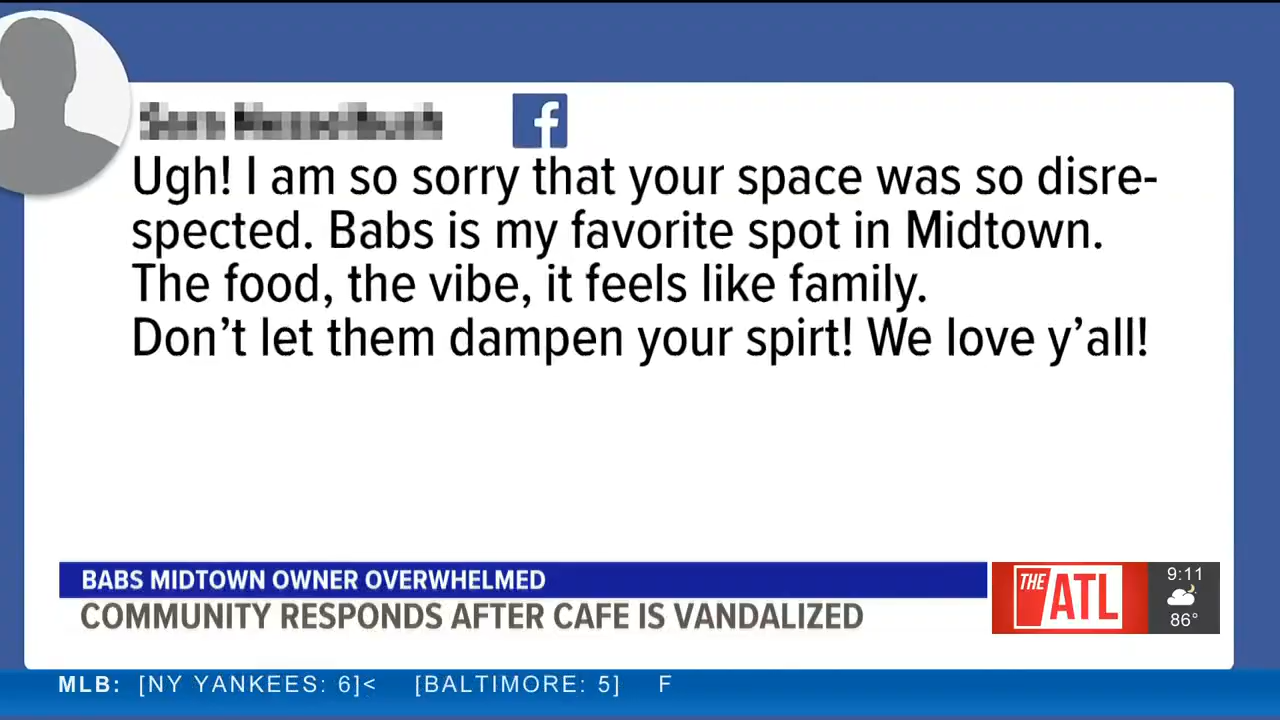 Ugh! I am so sorry that your space was so disre-
spected. Babs is my favorite spot in Midtown.
The food, the vibe, it feels like family.
Don't let them dampen your spirt! We love y'all!
BABS MIDTOWN OWNER OVERWHELMED
COMMUNITY RESPONDS AFTER CAFE IS VANDALIZED
THE ATL
9:11
86°
MLB: [NY YANKEES: 6]< [BALTIMORE: 5] F